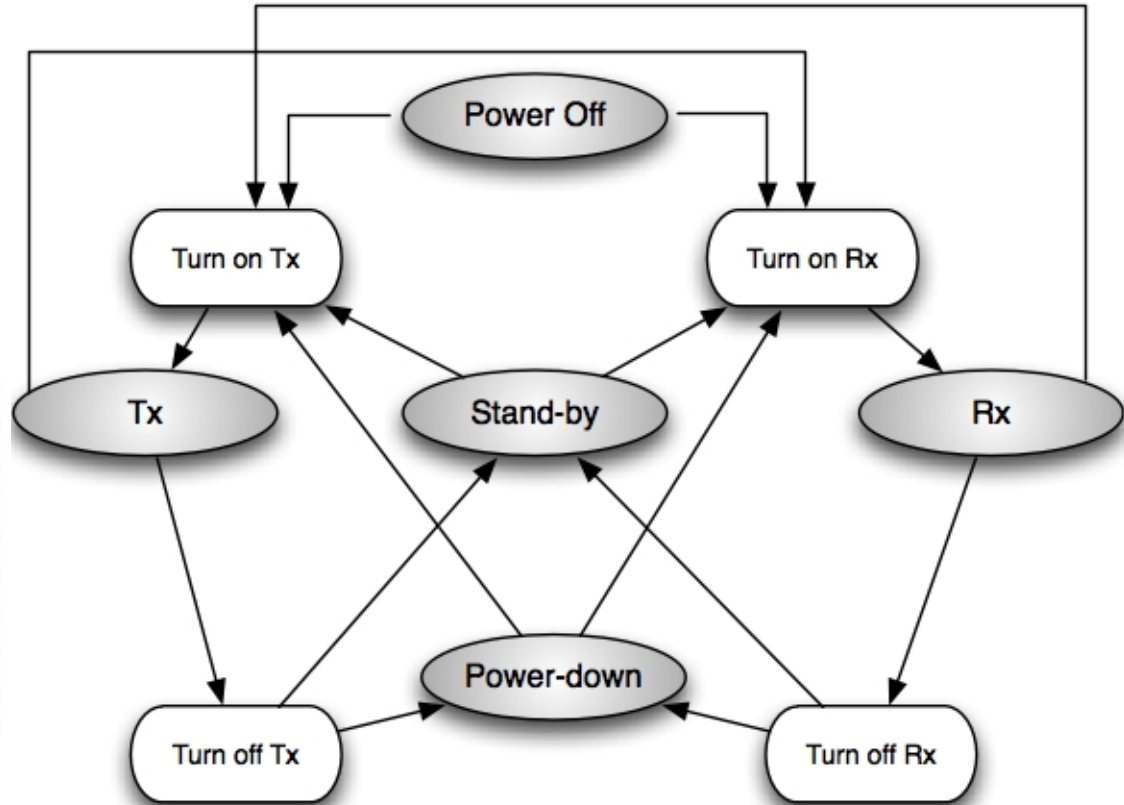 Power Off
Turn on Tx
Turn on Rx
Tx
Stand-by
Rx
Power-down
Turn off Tx
Turn off Rx